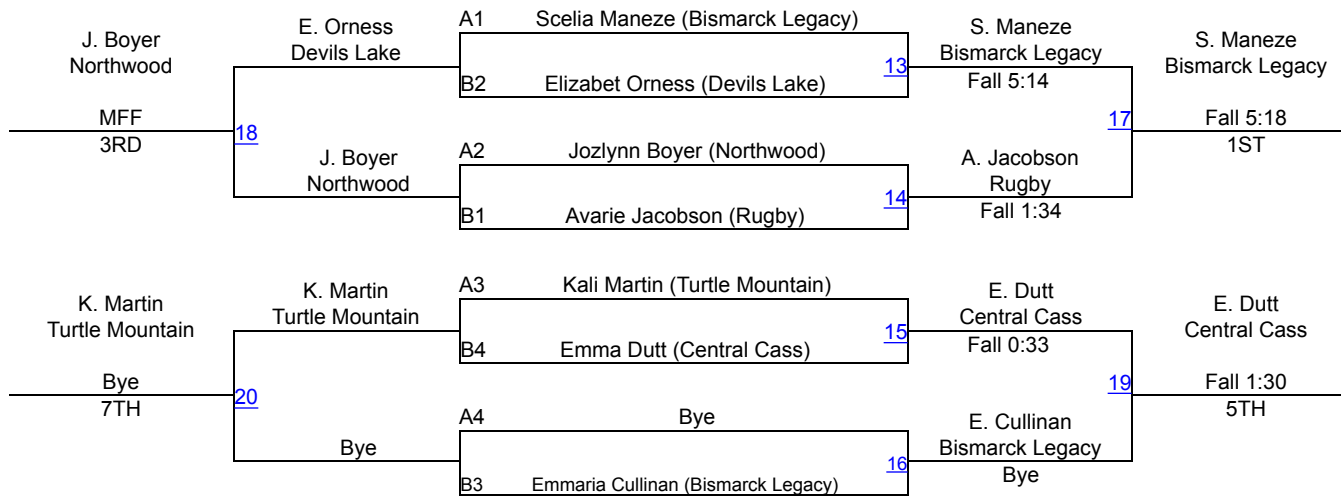 J. Boyer
Northwood
MFF
3RD
18
E. Orness
Devils Lake
J. Boyer
Northwood
A1 Scelia Maneze (Bismarck Legacy)
B2 Elizabet Orness (Devils Lake)
13
A2 Jozlynn Boyer (Northwood)
B1 Avarie Jacobson (Rugby)
14
S. Maneze
Bismarck Legacy
Fall 5:14
A. Jacobson
Rugby
Fall 1:34
17
S. Maneze
Bismarck Legacy
Fall 5:18
1ST
K. Martin
Turtle Mountain
Bye
7TH
20
K. Martin
Turtle Mountain
Bye
A3 Kali Martin (Turtle Mountain)
B4 Emma Dutt (Central Cass)
15
A4 Bye
B3 Emmaria Cullinan (Bismarck Legacy)
16
E. Dutt
Central Cass
Fall 0:33
E. Cullinan
Bismarck Legacy
Bye
19
E. Dutt
Central Cass
Fall 1:30
5TH